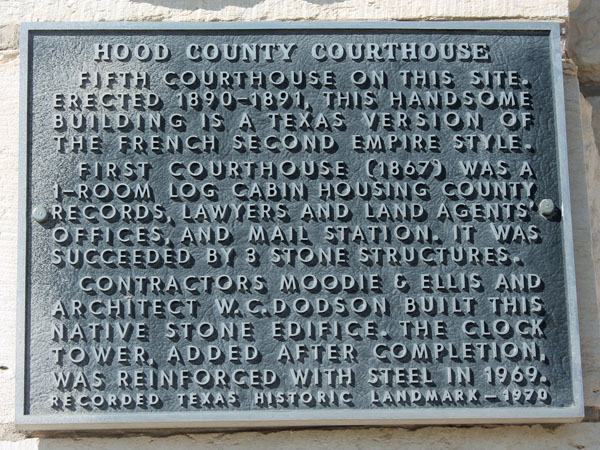 HOOD COUNTY COURTHOUSE
FIFTH COURTHOUSE ON THIS SITE.
ERECTED 1890-1891, THIS HANDSOME
BUILDING IS A TEXAS VERSION OF
THE FRENCH SECOND EMPIRE STYLE.
FIRST COURTHOUSE (1867) WAS A
1-ROOM LOG CABIN HOUSING COUNTY
RECORDS, LAWYERS AND LAND AGENTS'
OFFICES, AND MAIL STATION. IT WAS
SUCCEEDED BY 3 STONE STRUCTURES.
CONTRACTORS MOODIE & ELLIS AND
ARCHITECT W.C. DODSON BUILT THIS
NATIVE STONE EDIFICE. THE CLOCK
TOWER, ADDED AFTER COMPLETION,
WAS REINFORCED WITH STEEL IN 1969.
RECORDED TEXAS HISTORIC LANDMARK-1970